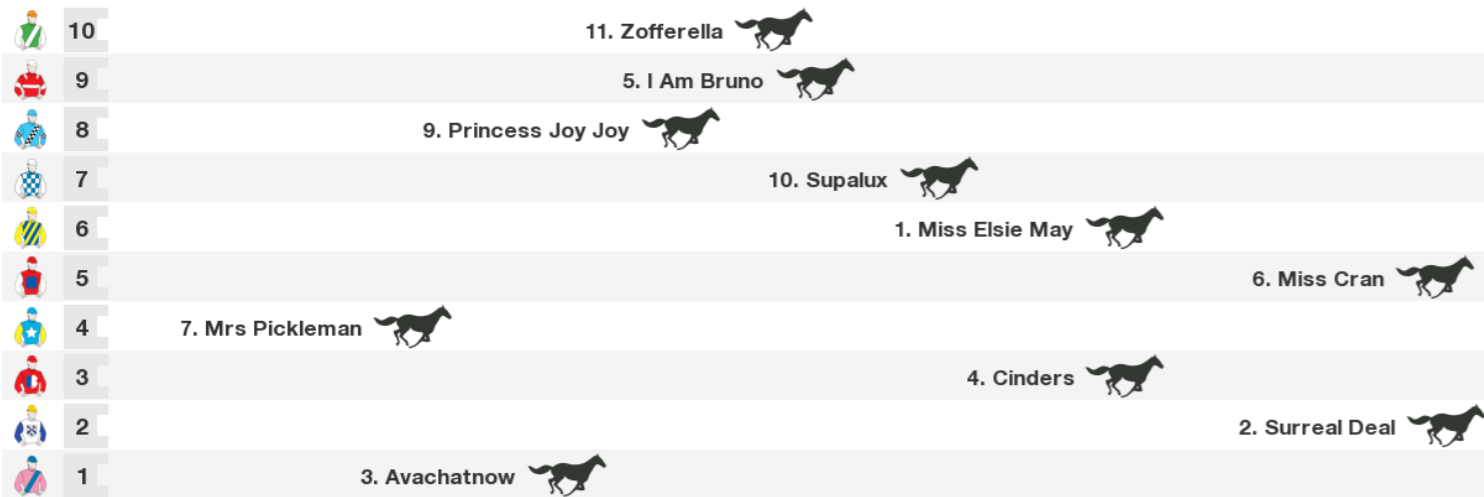 10 11. Zofferella
9 5. I Am Bruno
8 9. Princess Joy Joy
7 10. Supalux
6 1. Miss Elsie May
5 6. Miss Cran
4 7. Mrs Pickleman
3 4. Cinders
2 2. Surreal Deal
1 3. Avachatnow